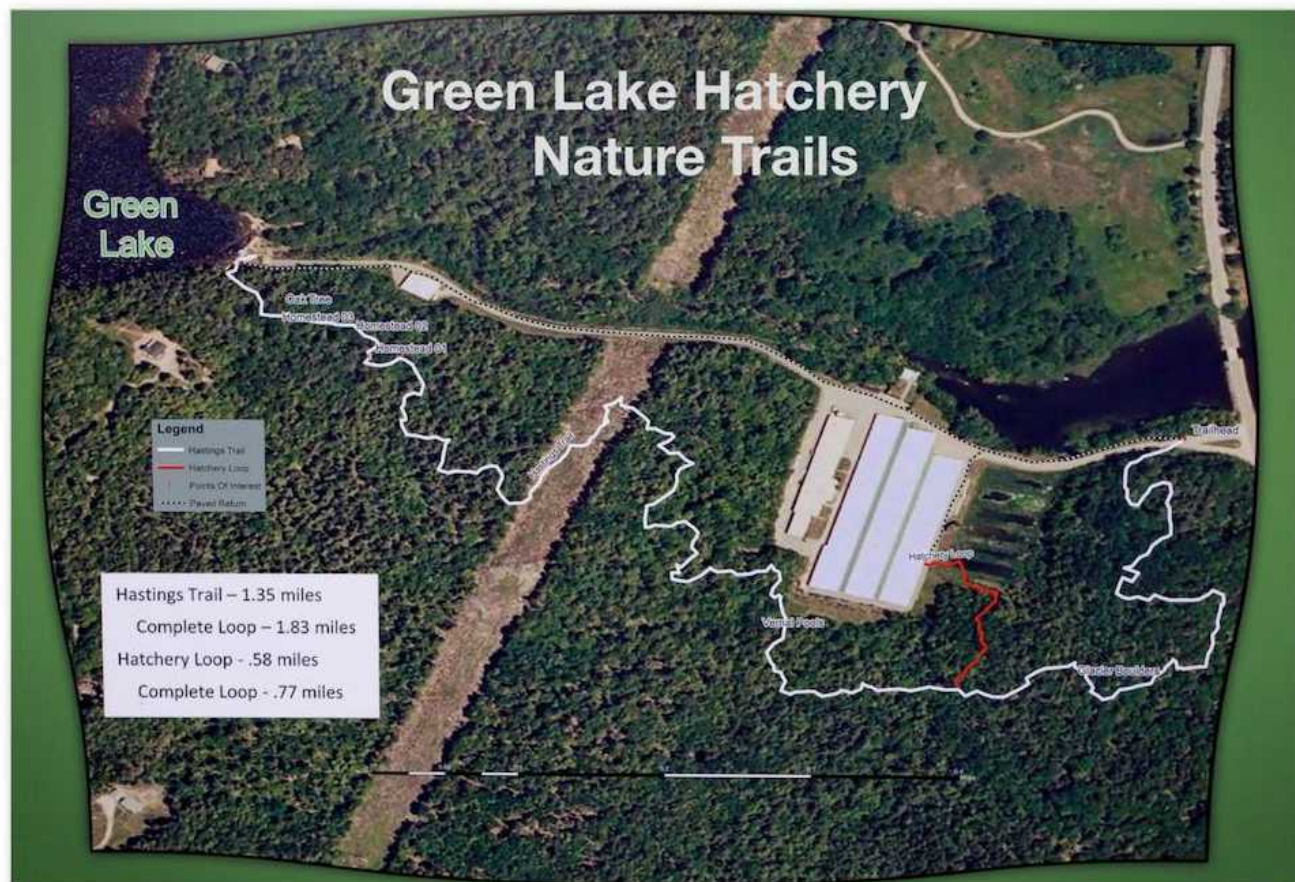 Green Lake Hatchery
Nature Trails
Green
Lake
Oak Tree
Homestead 03
Homestead 02
Homestead 01
Legend
Hastings Trail
Hatchery Loop
Points Of Interest
Paved Return
Hastings Trail
Trailhead
Hatchery Loop
Vernal Pools
Glacier Boulders
Hastings Trail – 1.35 miles
Complete Loop – 1.83 miles
Hatchery Loop - .58 miles
Complete Loop - .77 miles